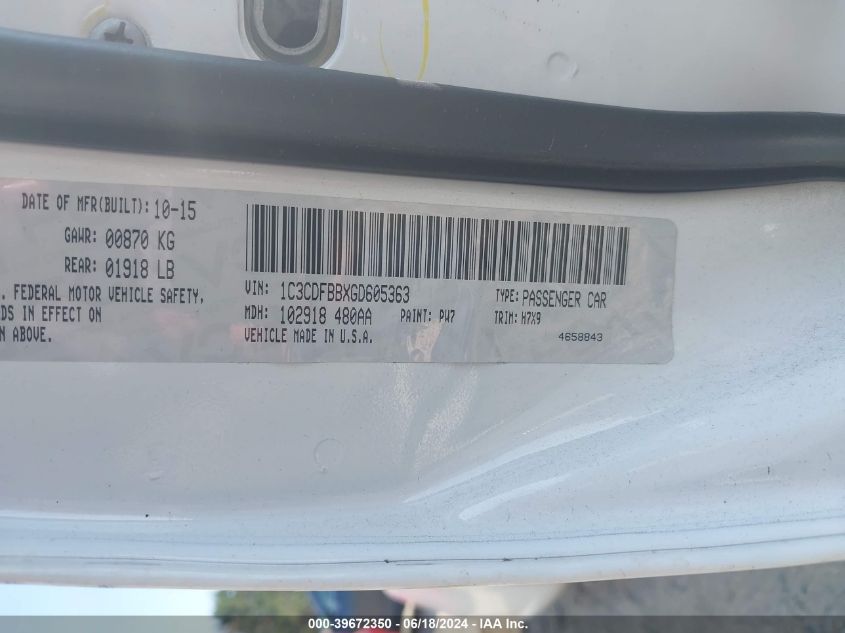 DATE OF MFR(BUILT): 10-15
GAWR: 00870 KG
REAR: 01918 LB
. FEDERAL MOTOR VEHICLE SAFETY,
DS IN EFFECT ON
N ABOVE.
VIN: 1C3CDFBBXGD605363
TYPE: PASSENGER CAR
MDH: 102918 480AA
PAINT: PW7
TRIM: H7X9
VEHICLE MADE IN U.S.A.
4658843
000-39672350 - 06/18/2024 - IAA Inc.